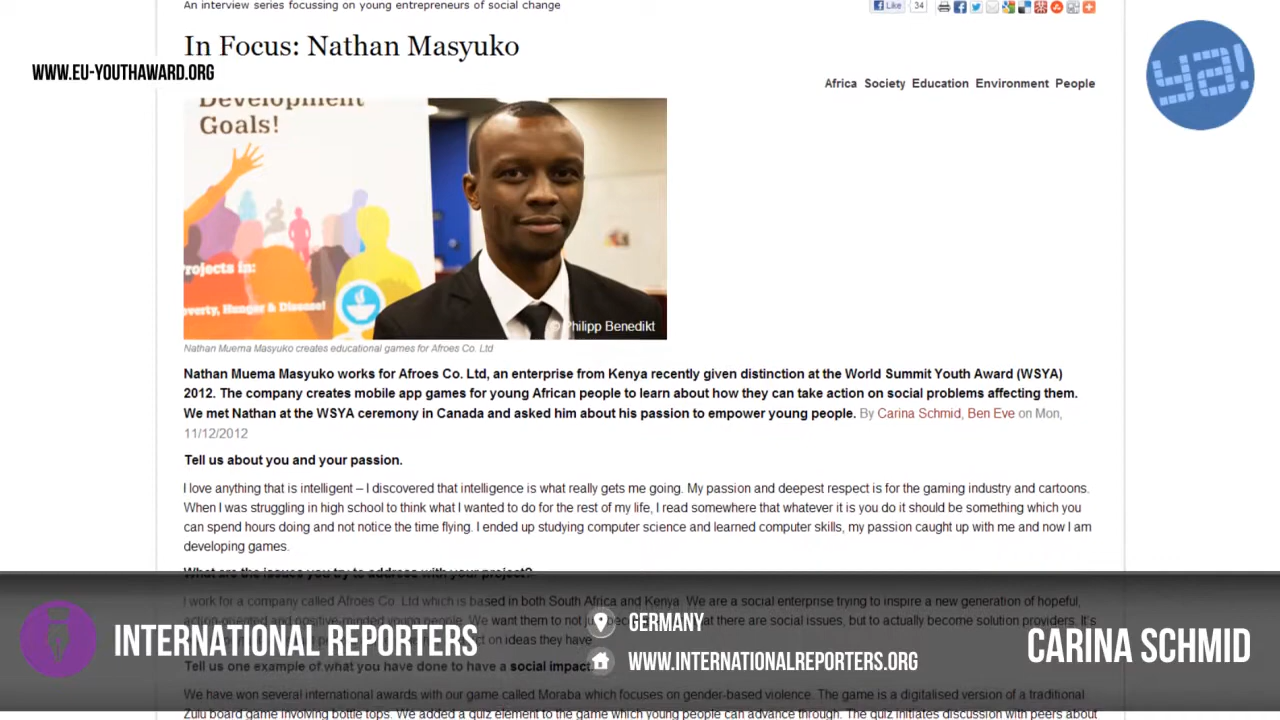 An interview series focussing on young entrepreneurs of social change
Like 34
In Focus: Nathan Masyuko
WWW.EU-YOUTHAWARD.ORG
ya!
Africa Society Education Environment People
Development
Goals!
Projects in:
Poverty, Hunger & Disease!
© Philipp Benedikt
Nathan Muema Masyuko creates educational games for Afroes Co. Ltd
Nathan Muema Masyuko works for Afroes Co. Ltd, an enterprise from Kenya recently given distinction at the World Summit Youth Award (WSYA)
2012. The company creates mobile app games for young African people to learn about how they can take action on social problems affecting them.
We met Nathan at the WSYA ceremony in Canada and asked him about his passion to empower young people. By Carina Schmid, Ben Eve on Mon,
11/12/2012
Tell us about you and your passion.
I love anything that is intelligent – I discovered that intelligence is what really gets me going. My passion and deepest respect is for the gaming industry and cartoons.
When I was struggling in high school to think what I wanted to do for the rest of my life, I read somewhere that whatever it is you do it should be something which you
can spend hours doing and not notice the time flying. I ended up studying computer science and learned computer skills, my passion caught up with me and now I am
developing games.
What are the issues you try to address with your project?
I work for a company called Afroes Co. Ltd which is based in both South Africa and Kenya. We are a social enterprise trying to inspire a new generation of hopeful,
action-oriented and positive-minded young people. We want them to not just that there are social issues, but to actually become solution providers. It's
on ideas they have
INTERNATIONAL REPORTERS
GERMANY
WWW.INTERNATIONALREPORTERS.ORG
CARINA SCHMID
Tell us one example of what you have done to have a social impact
We have won several international awards with our game called Moraba which focuses on gender-based violence. The game is a digitalised version of a traditional
Zulu board game involving bottle tops. We added a quiz element to the game which young people can advance through. The quiz initiates discussion with peers about